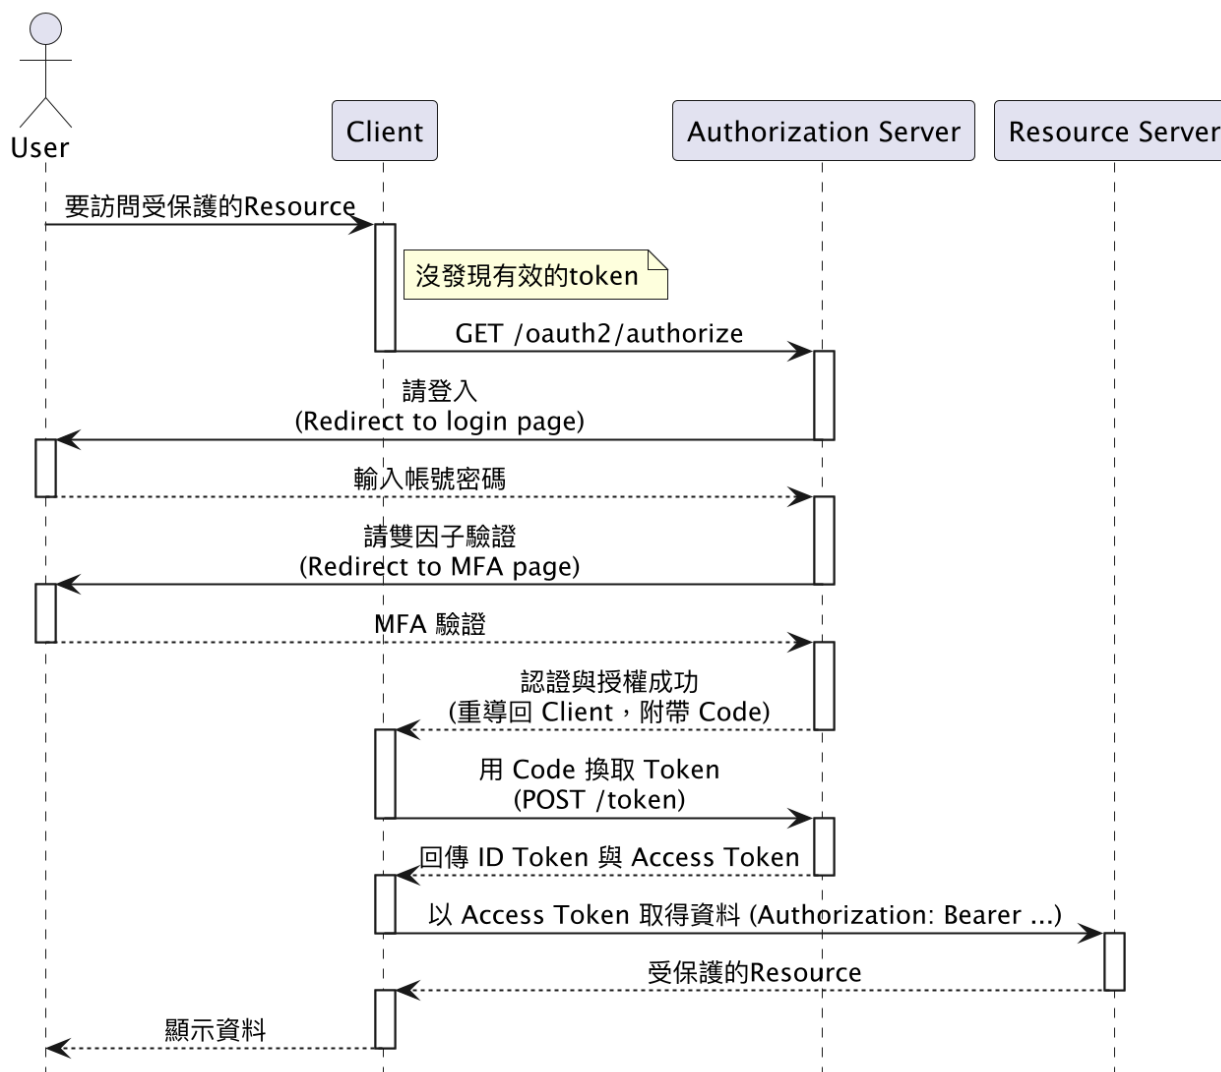 User
Client
Authorization Server
Resource Server
要訪問受保護的Resource
沒發現有效的token
GET /oauth2/authorize
請登入
(Redirect to login page)
輸入帳號密碼
請雙因子驗證
(Redirect to MFA page)
MFA 驗證
認證與授權成功
(重導回 Client，附帶 Code)
用 Code 換取 Token
(POST /token)
回傳 ID Token 與 Access Token
以 Access Token 取得資料 (Authorization: Bearer ...)
受保護的Resource
顯示資料